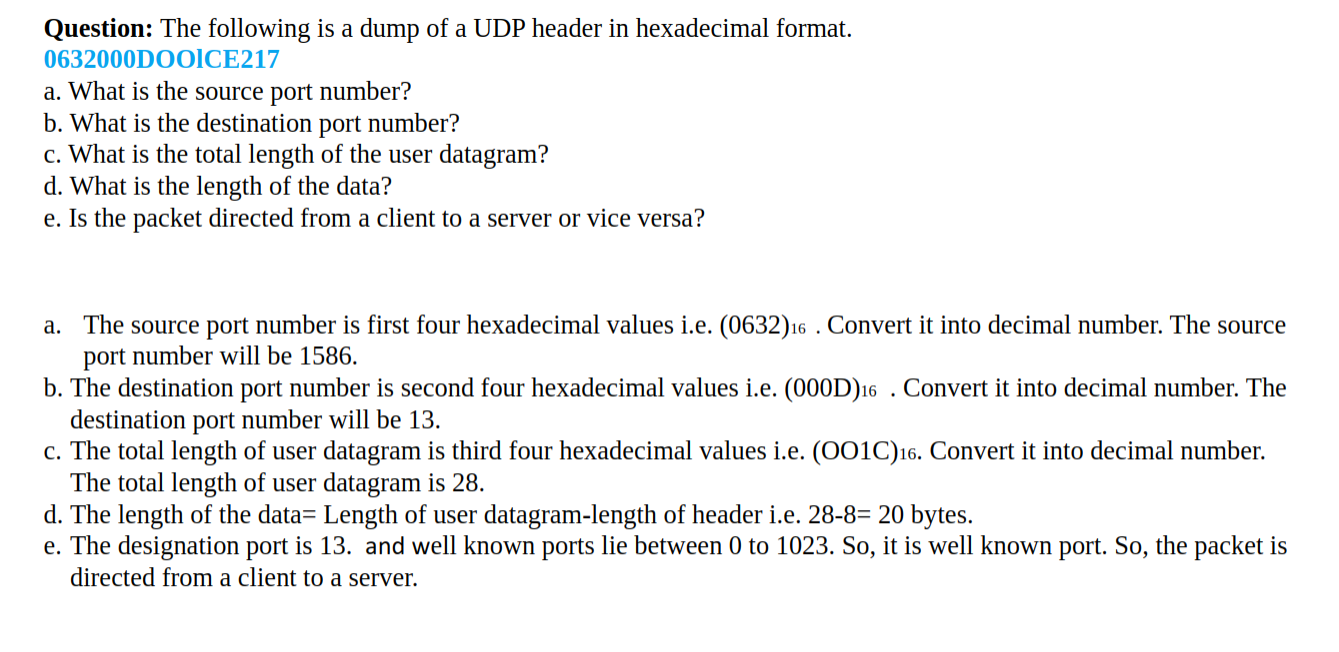 Question: The following is a dump of a UDP header in hexadecimal format.
0632000DOOlCE217
a. What is the source port number?
b. What is the destination port number?
c. What is the total length of the user datagram?
d. What is the length of the data?
e. Is the packet directed from a client to a server or vice versa?
a. The source port number is first four hexadecimal values i.e. (0632)16 . Convert it into decimal number. The source
port number will be 1586.
b. The destination port number is second four hexadecimal values i.e. (000D)16 . Convert it into decimal number. The
destination port number will be 13.
c. The total length of user datagram is third four hexadecimal values i.e. (OO1C)16. Convert it into decimal number.
The total length of user datagram is 28.
d. The length of the data= Length of user datagram-length of header i.e. 28-8= 20 bytes.
e. The designation port is 13. and well known ports lie between 0 to 1023. So, it is well known port. So, the packet is
directed from a client to a server.